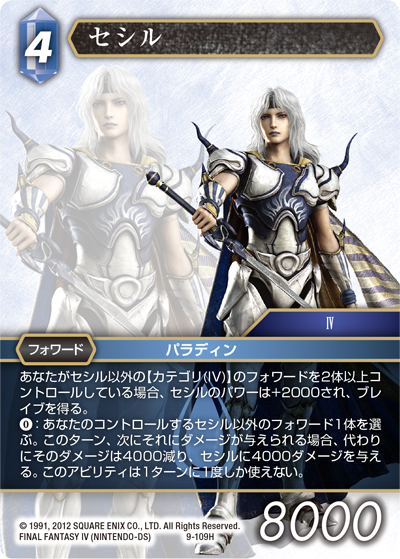 4
セシル
IV
フォワード
パラディン
あなたがセシル以外の【カテゴリ(IV)】のフォワードを2体以上コ
ントロールしている場合、セシルのパワーは+2000され、ブレ
イブを得る。
0：あなたのコントロールするセシル以外のフォワード1体を選
ぶ。このターン、次にそれにダメージが与えられる場合、代わり
にそのダメージは4000減り、セシルに4000ダメージを与え
る。このアビリティは1ターンに1度しか使えない。
© 1991, 2012 SQUARE ENIX CO., LTD. All Rights Reserved.
FINAL FANTASY IV (NINTENDO-DS) 9-109H
8000